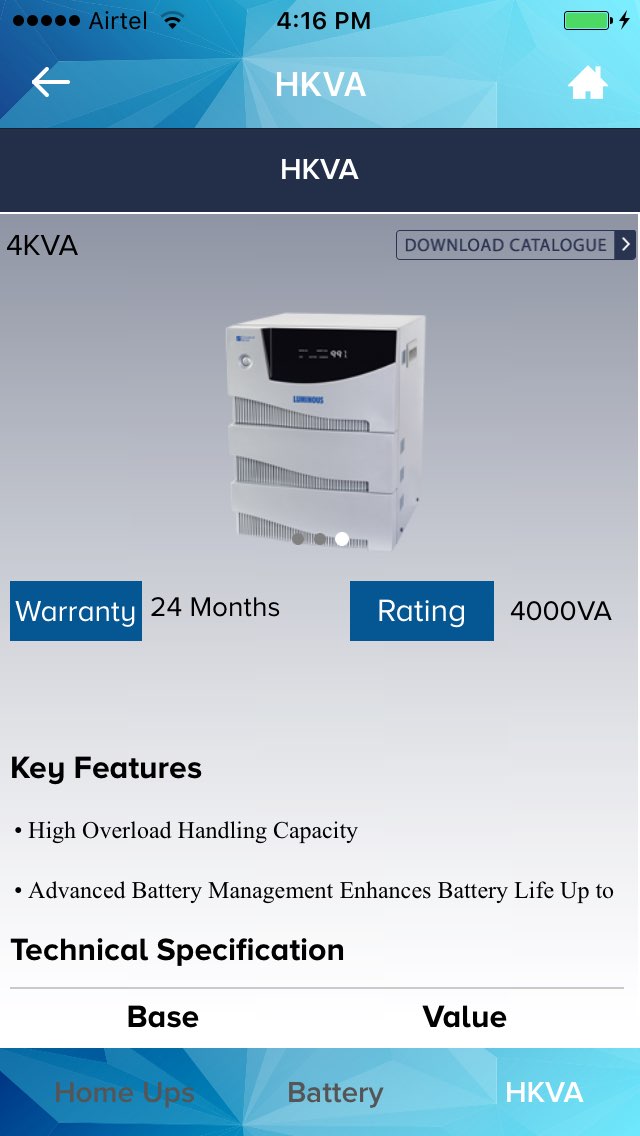 Airtel 4:16 PM
HKVA
HKVA
4KVA DOWNLOAD CATALOGUE
LUMINOUS
Warranty 24 Months Rating 4000VA
Key Features
• High Overload Handling Capacity
• Advanced Battery Management Enhances Battery Life Up to
Technical Specification
Base Value
Home Ups Battery HKVA